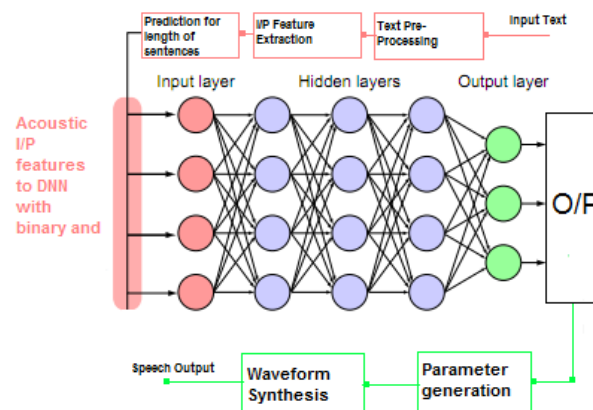 Prediction for
length of
sentences
I/P Feature
Extraction
Text Pre-
Processing
Input Text
Input layer
Hidden layers
Output layer
Acoustic
I/P
features
to DNN
with
binary and
O/P
Speech Output
Waveform
Synthesis
Parameter
generation